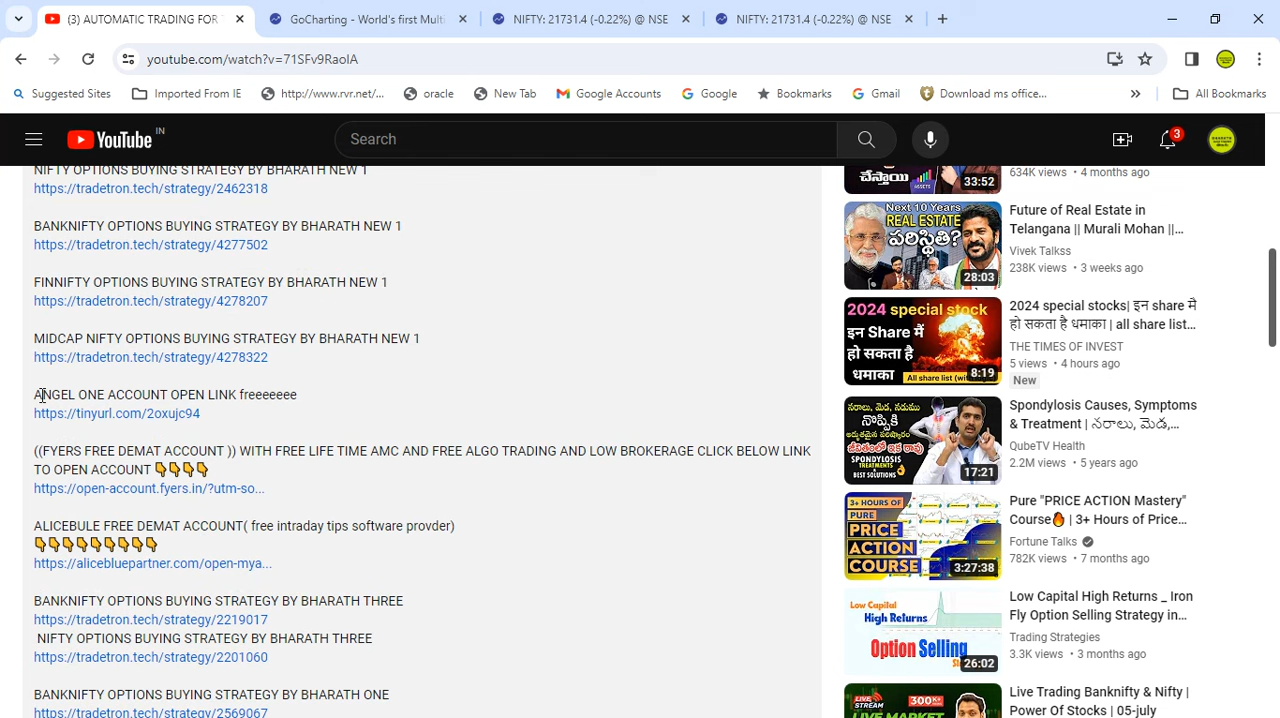 (3) AUTOMATIC TRADING FOR
GoCharting - World's first Multi
NIFTY: 21731.4 (-0.22%) @ NSE
NIFTY: 21731.4 (-0.22%) @ NSE
youtube.com/watch?v=71SFv9RaolA
Suggested Sites
Imported From IE
http://www.rvr.net/...
oracle
New Tab
Google Accounts
Google
Bookmarks
Gmail
Download ms office...
All Bookmarks
YouTube IN
Search
3
NIFTY OPTIONS BUYING STRATEGY BY BHARATH NEW 1
https://tradetron.tech/strategy/2462318
BANKNIFTY OPTIONS BUYING STRATEGY BY BHARATH NEW 1
https://tradetron.tech/strategy/4277502
FINNIFTY OPTIONS BUYING STRATEGY BY BHARATH NEW 1
https://tradetron.tech/strategy/4278207
MIDCAP NIFTY OPTIONS BUYING STRATEGY BY BHARATH NEW 1
https://tradetron.tech/strategy/4278322
ANGEL ONE ACCOUNT OPEN LINK freeeeeee
https://tinyurl.com/2oxujc94
((FYERS FREE DEMAT ACCOUNT )) WITH FREE LIFE TIME AMC AND FREE ALGO TRADING AND LOW BROKERAGE CLICK BELOW LINK
TO OPEN ACCOUNT 👇👇👇👇
https://open-account.fyers.in/?utm-so...
ALICEBULE FREE DEMAT ACCOUNT( free intraday tips software provder)
👇👇👇👇👇👇👇👇👇
https://alicebluepartner.com/open-mya...
BANKNIFTY OPTIONS BUYING STRATEGY BY BHARATH THREE
https://tradetron.tech/strategy/2219017
NIFTY OPTIONS BUYING STRATEGY BY BHARATH THREE
https://tradetron.tech/strategy/2201060
BANKNIFTY OPTIONS BUYING STRATEGY BY BHARATH ONE
https://tradetron.tech/strategy/2569067
చేస్తాయి
ASSETS
33:52
634K views • 4 months ago
Next 10 Years
REAL ESTATE
పరిస్థితి?
28:03
Future of Real Estate in
Telangana || Murali Mohan ||...
Vivek Talkss
238K views • 3 weeks ago
2024 special stock
इन Share में
हो सकता है
धमाका
All share list
8:19
2024 special stocks| इन share मै
हो सकता है धमाका | all share list...
THE TIMES OF INVEST
5 views • 4 hours ago
New
నరాలు, మెడ, నడుము
నొప్పికి
SPONDYLOSIS
TREATMENTS
BEST SOLUTIONS
17:21
Spondylosis Causes, Symptoms
& Treatment | నరాలు, మెడ,...
QubeTV Health
2.2M views • 5 years ago
3+ HOURS OF
PURE
PRICE
ACTION
COURSE
3:27:38
Pure "PRICE ACTION Mastery"
Course🔥 | 3+ Hours of Price...
Fortune Talks
782K views • 7 months ago
Low Capital
High Returns
Option Selling
26:02
Low Capital High Returns _ Iron
Fly Option Selling Strategy in...
Trading Strategies
3.3K views • 3 months ago
LIVE STREAM
300K+
LIVE MARKET
Live Trading Banknifty & Nifty |
Power Of Stocks | 05-july